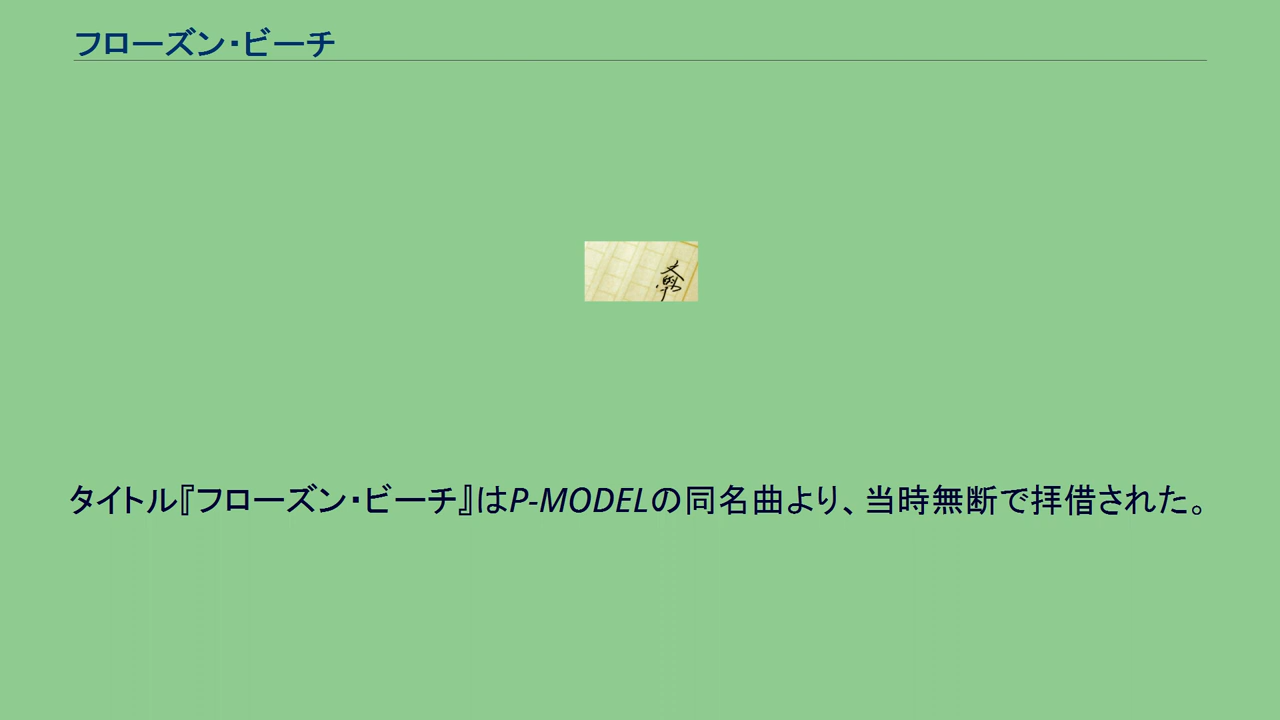 フローズン・ビーチ
タイトル『フローズン・ビーチ』はP-MODELの同名曲より、当時無断で拝借された。